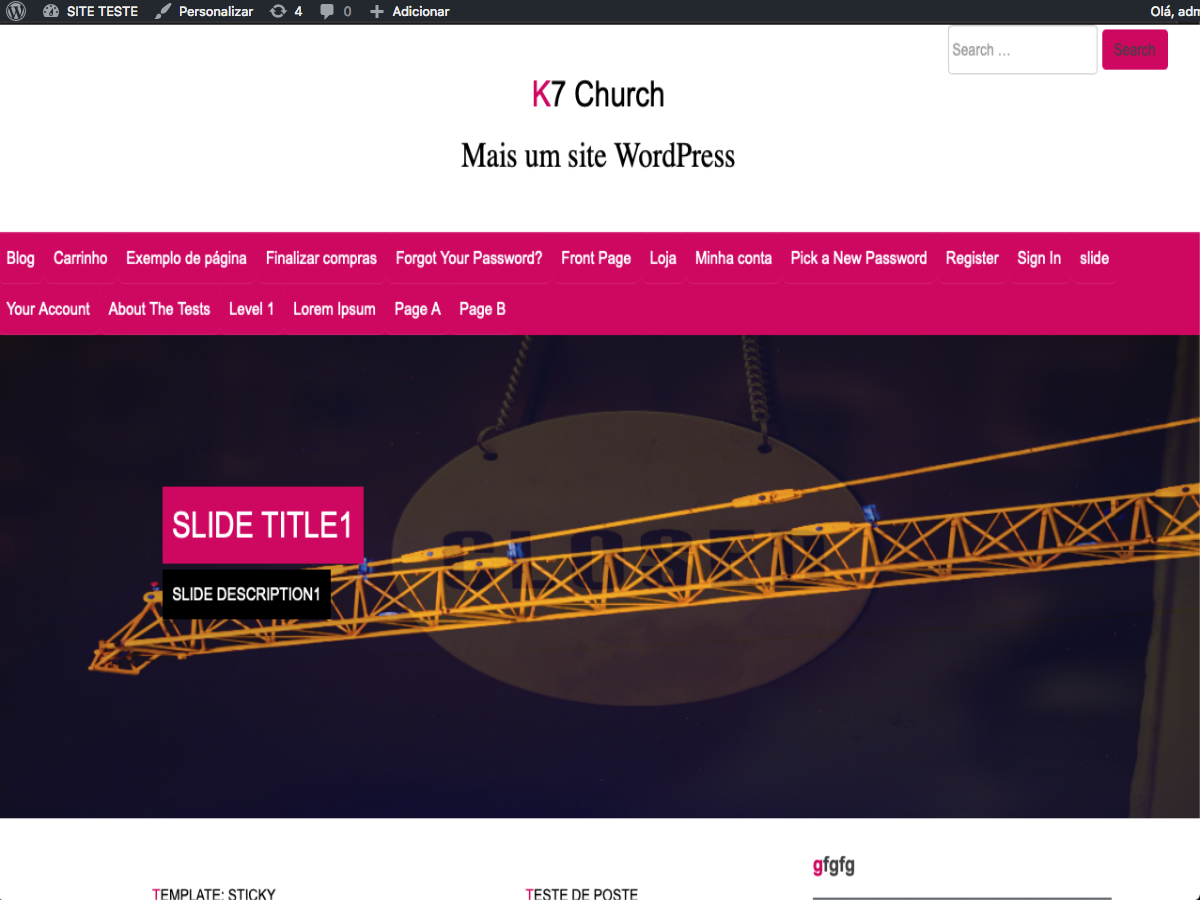 SITE TESTE Personalizar 4 0 Adicionar Olá, adm
Search ... Search
K7 Church
Mais um site WordPress
Blog Carrinho Exemplo de página Finalizar compras Forgot Your Password? Front Page Loja Minha conta Pick a New Password Register Sign In slide
Your Account About The Tests Level 1 Lorem Ipsum Page A Page B
CLOSED
SLIDE TITLE1
SLIDE DESCRIPTION1
gfgfg
TEMPLATE: STICKY TESTE DE POSTE